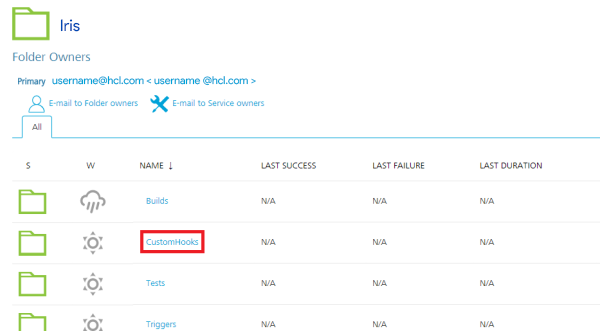 Iris
Folder Owners
Primary username@hcl.com < username @hcl.com >
E-mail to Folder owners E-mail to Service owners
All
S W NAME ↓ LAST SUCCESS LAST FAILURE LAST DURATION
Builds N/A N/A N/A
CustomHooks N/A N/A N/A
Tests N/A N/A N/A
Triggers N/A N/A N/A